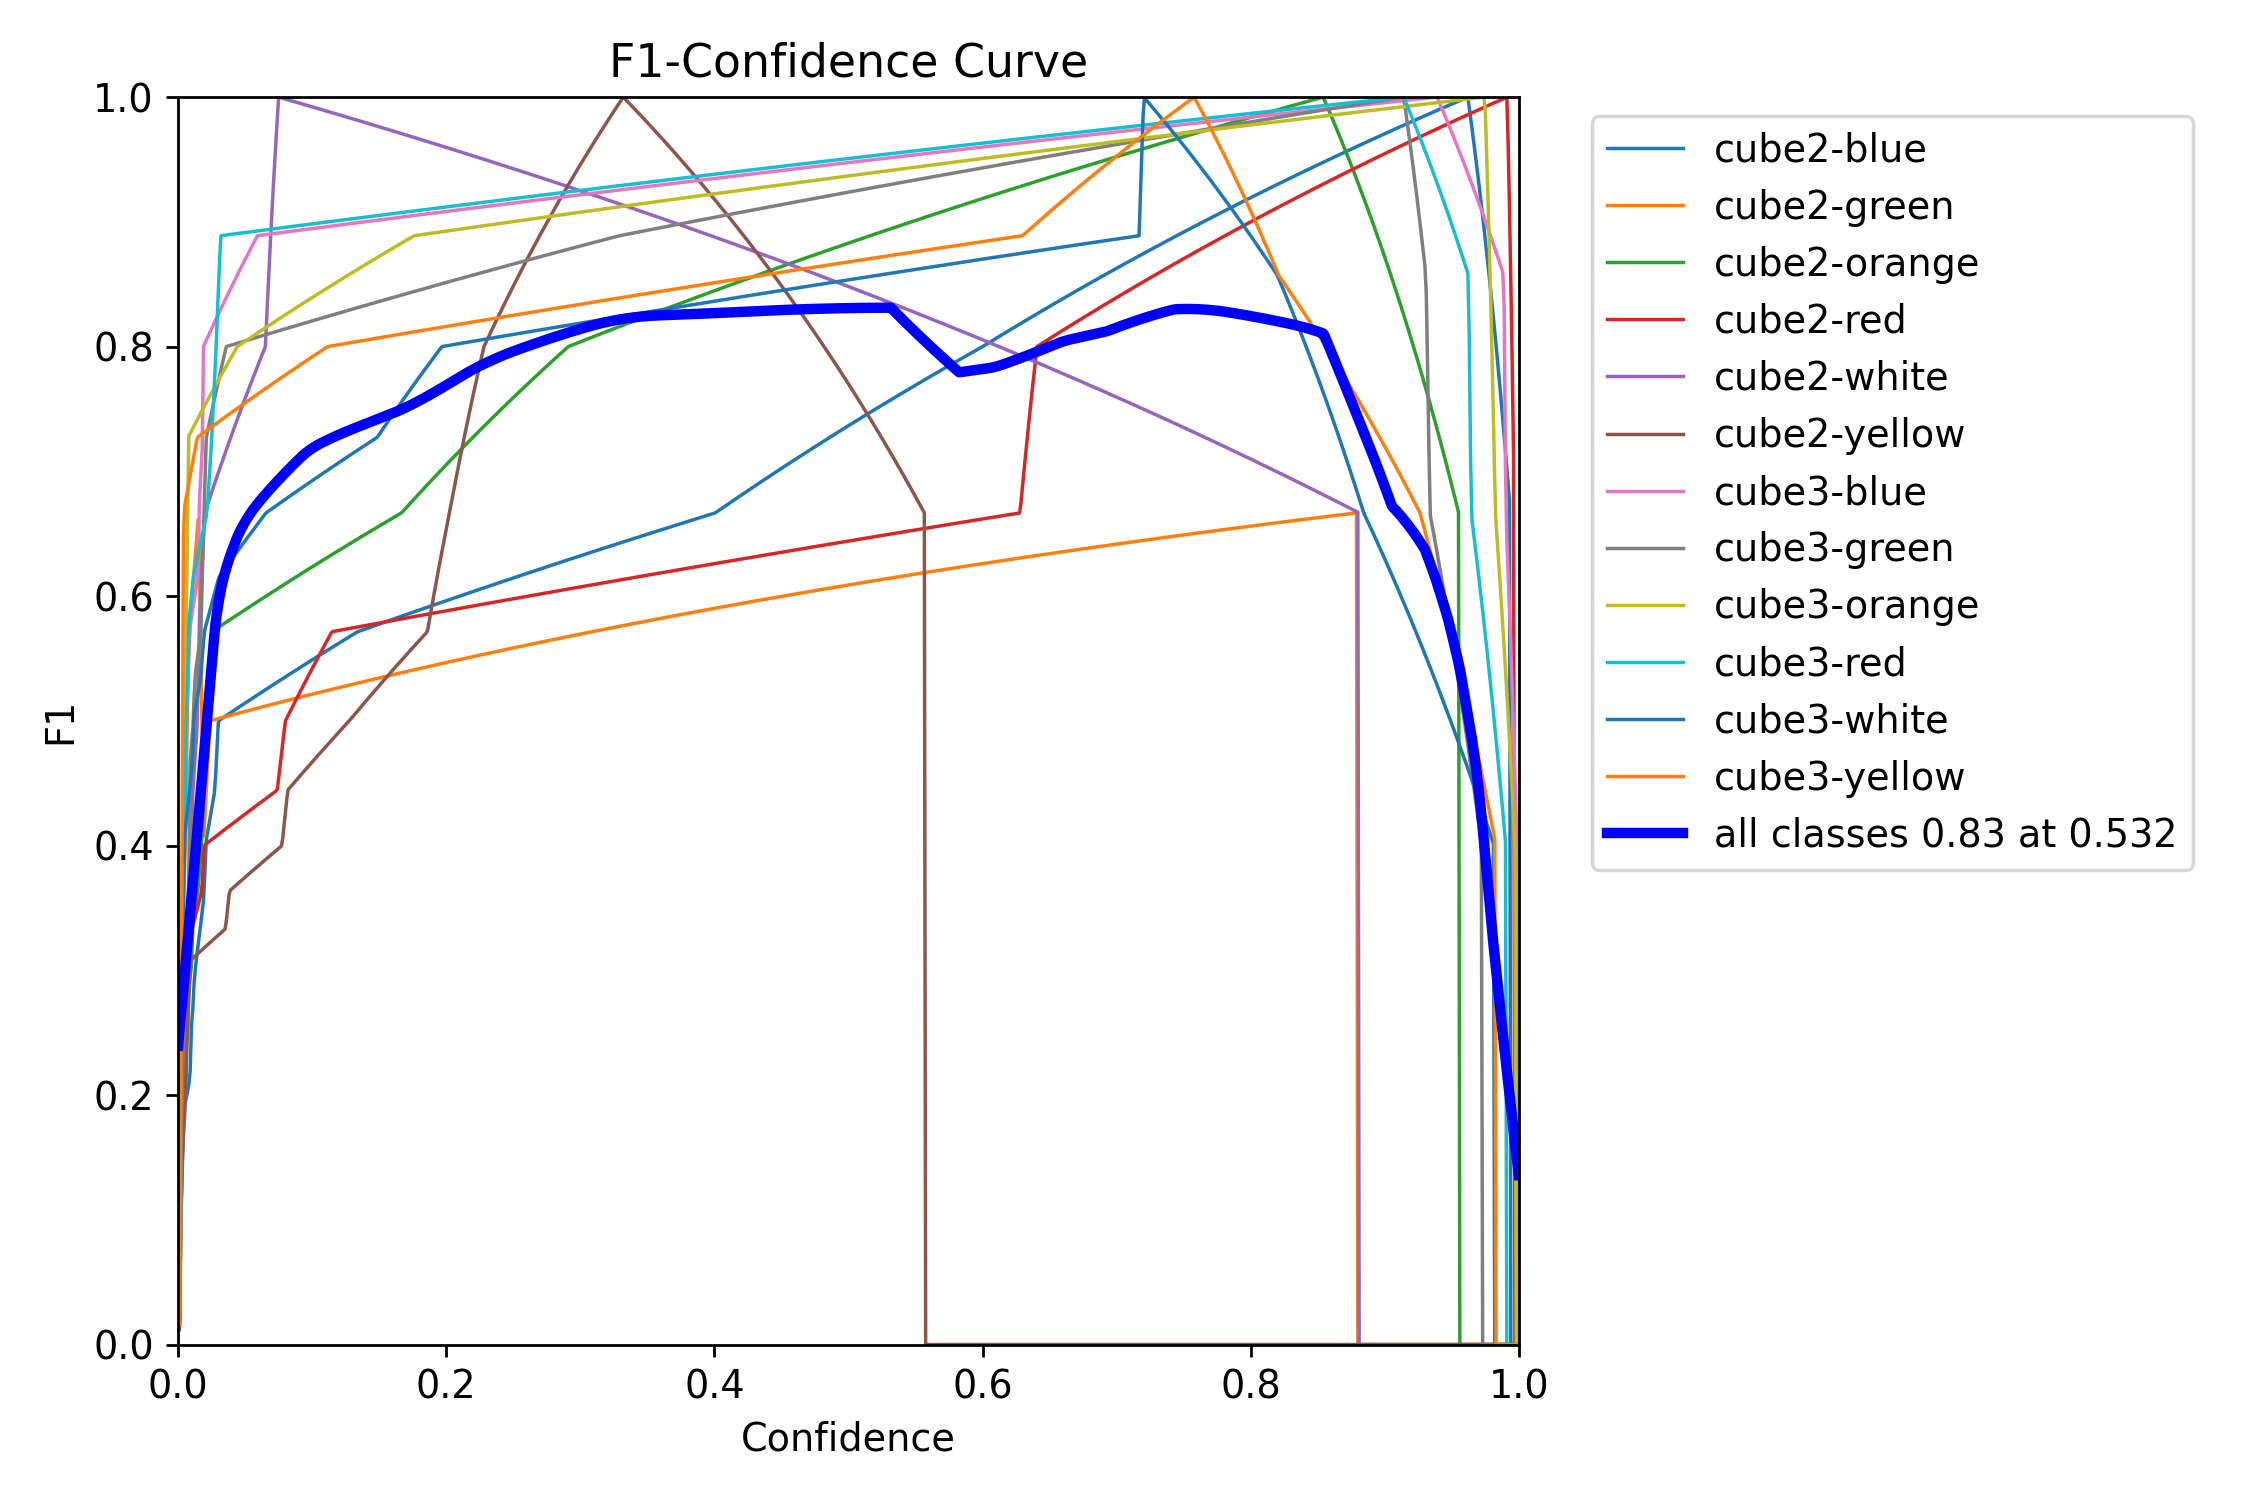 F1-Confidence Curve
1.0
0.8
0.6
0.4
0.2
0.0
F1
0.0 0.2 0.4 0.6 0.8 1.0
Confidence
cube2-blue
cube2-green
cube2-orange
cube2-red
cube2-white
cube2-yellow
cube3-blue
cube3-green
cube3-orange
cube3-red
cube3-white
cube3-yellow
all classes 0.83 at 0.532